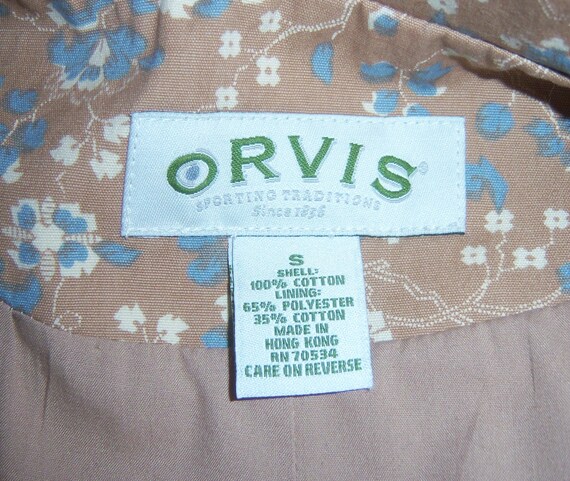 ORVIS®
SPORTING TRADITIONS
Since 1856
S
SHELL:
100% COTTON
LINING:
65% POLYESTER
35% COTTON
MADE IN
HONG KONG
RN 70534
CARE ON REVERSE